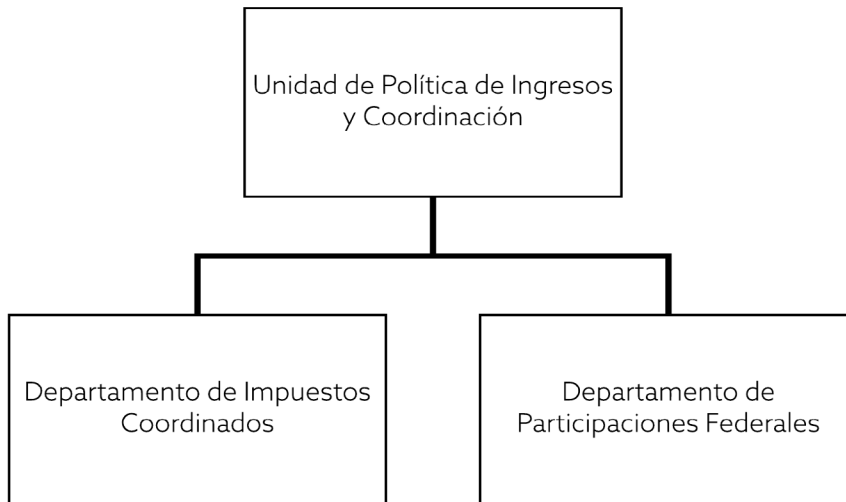 Unidad de Política de Ingresos
y Coordinación
Departamento de Impuestos
Coordinados
Departamento de
Participaciones Federales